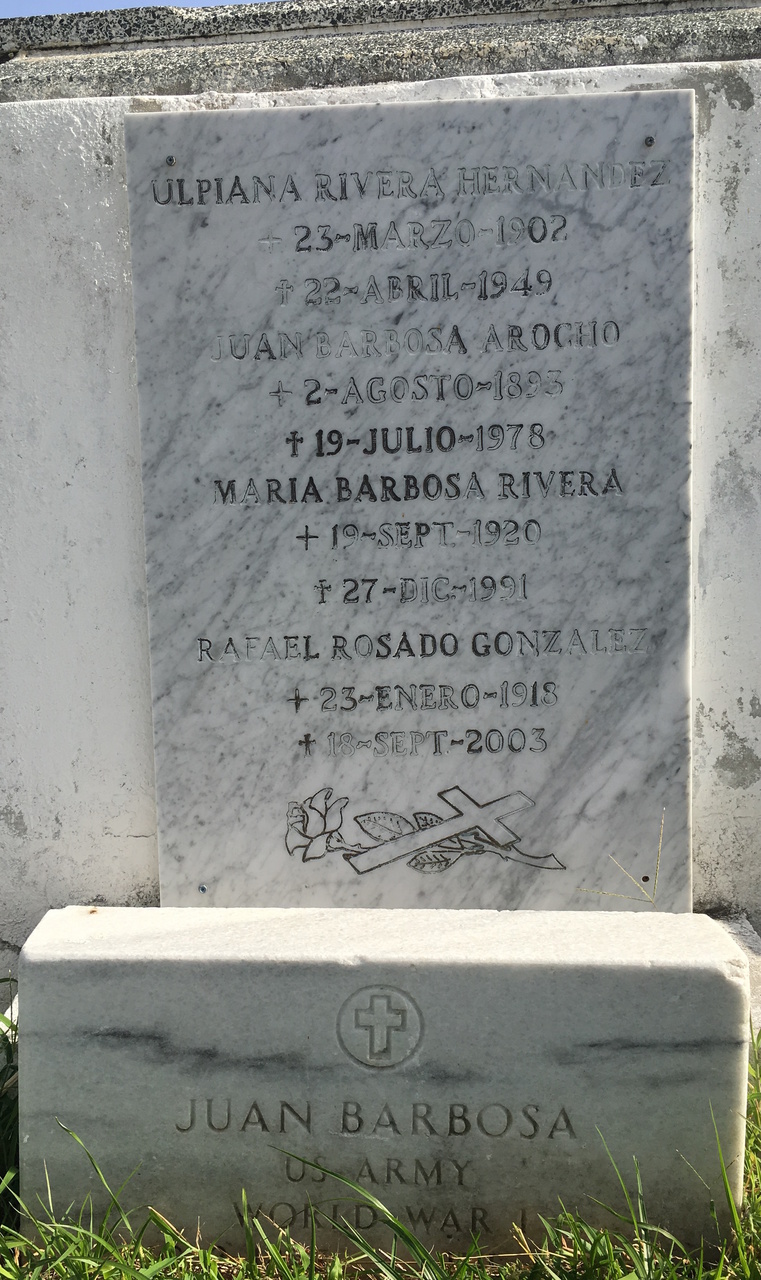 ULPIANA RIVERA HERNANDEZ
+ 23-MARZO-1902
✝ 22-ABRIL-1949
JUAN BARBOSA AROCHO
+ 2-AGOSTO-1893
✝ 19-JULIO-1978
MARIA BARBOSA RIVERA
+ 19-SEPT.-1920
✝ 27-DIC.-1991
RAFAEL ROSADO GONZALEZ
+ 23-ENERO-1918
✝ 18-SEPT-2003
JUAN BARBOSA
US ARMY
WORLD WAR I